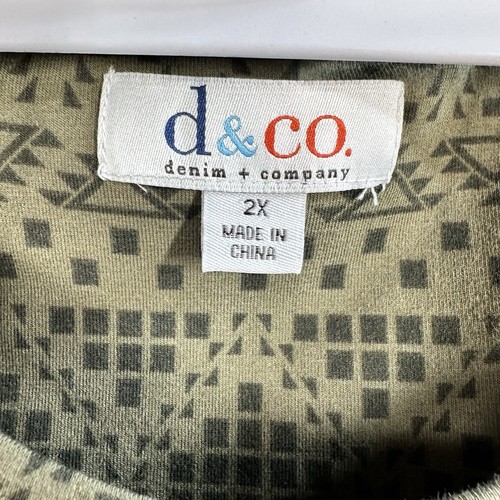 d&co.
denim + company
2X
MADE IN
CHINA